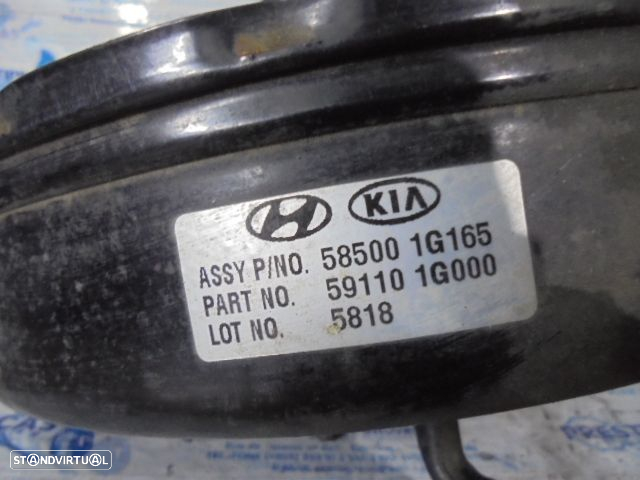 KIA
ASSY P/NO. 58500 1G165
PART NO. 59110 1G000
LOT NO. 5818
STANDVIRTUAL